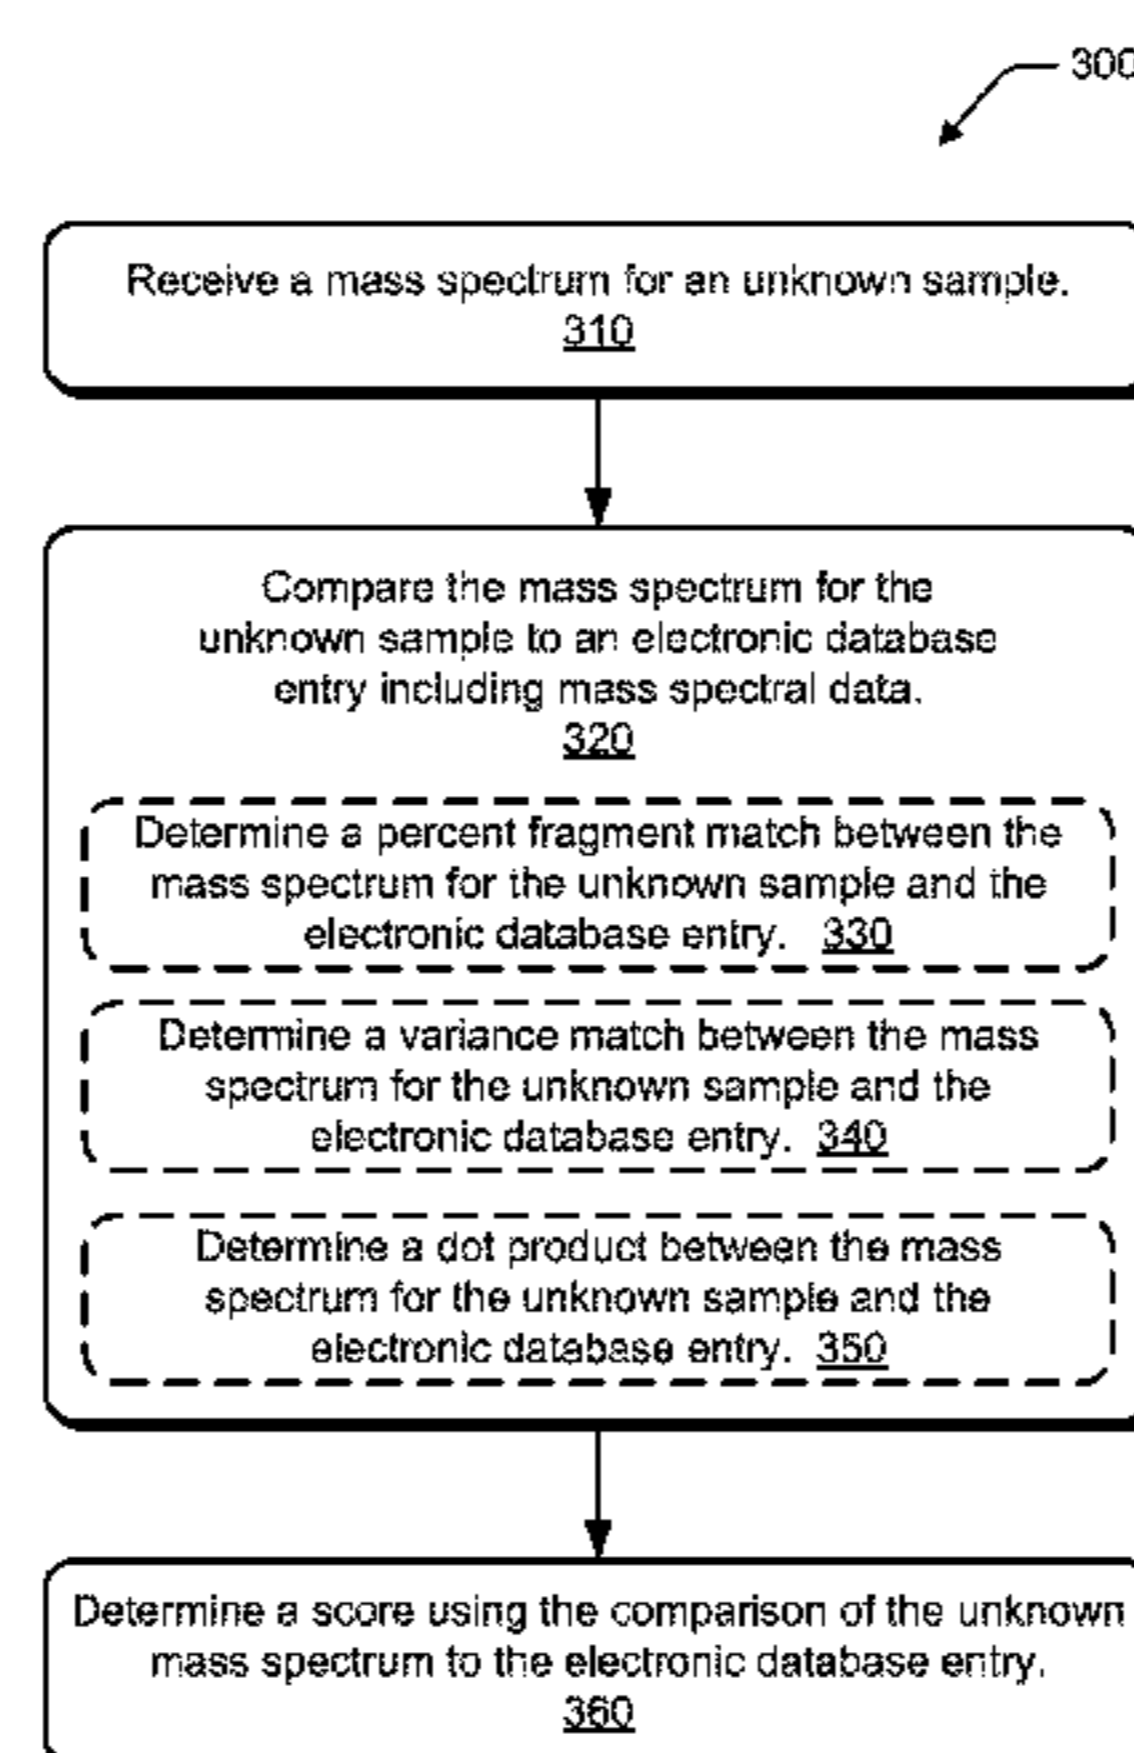 300
Receive a mass spectrum for an unknown sample.
310
Compare the mass spectrum for the
unknown sample to an electronic database
entry including mass spectral data.
320
Determine a percent fragment match between the
mass spectrum for the unknown sample and the
electronic database entry. 330
Determine a variance match between the mass
spectrum for the unknown sample and the
electronic database entry. 340
Determine a dot product between the mass
spectrum for the unknown sample and the
electronic database entry. 350
Determine a score using the comparison of the unknown
mass spectrum to the electronic database entry.
360